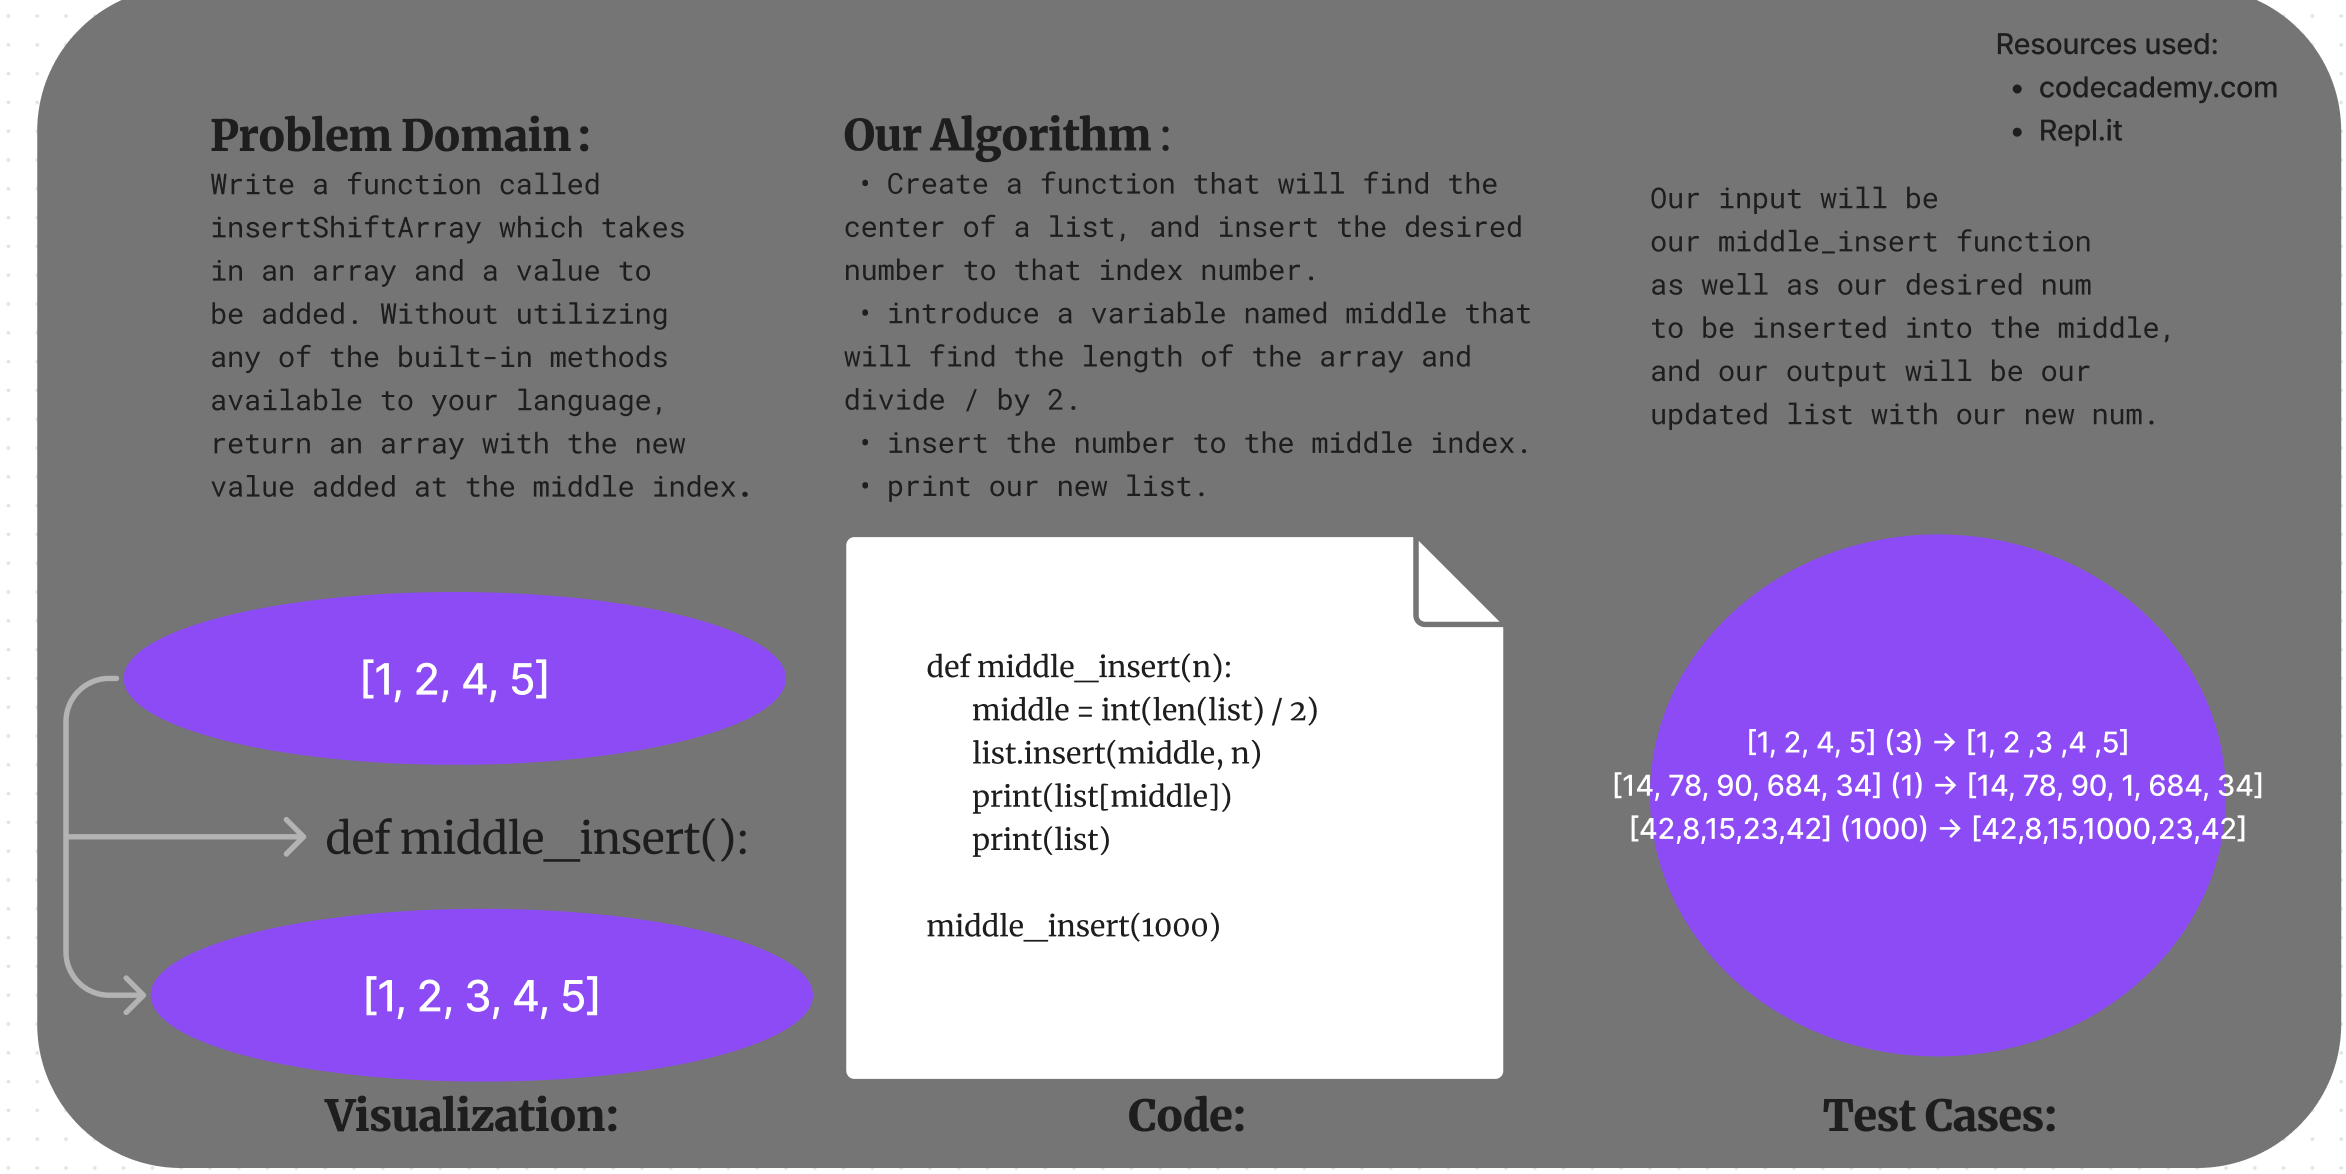 Resources used:
• codecademy.com
• Repl.it
Problem Domain :
Write a function called
insertShiftArray which takes
in an array and a value to
be added. Without utilizing
any of the built-in methods
available to your language,
return an array with the new
value added at the middle index.
Our Algorithm :
• Create a function that will find the
center of a list, and insert the desired
number to that index number.
• introduce a variable named middle that
will find the length of the array and
divide / by 2.
• insert the number to the middle index.
• print our new list.
Our input will be
our middle_insert function
as well as our desired num
to be inserted into the middle,
and our output will be our
updated list with our new num.
[1, 2, 4, 5]
def middle_insert():
[1, 2, 3, 4, 5]
Visualization:
def middle_insert(n):
middle = int(len(list) / 2)
list.insert(middle, n)
print(list[middle])
print(list)
middle_insert(1000)
Code:
[1, 2, 4, 5] (3) → [1, 2 ,3 ,4 ,5]
[14, 78, 90, 684, 34] (1) → [14, 78, 90, 1, 684, 34]
[42,8,15,23,42] (1000) → [42,8,15,1000,23,42]
Test Cases: